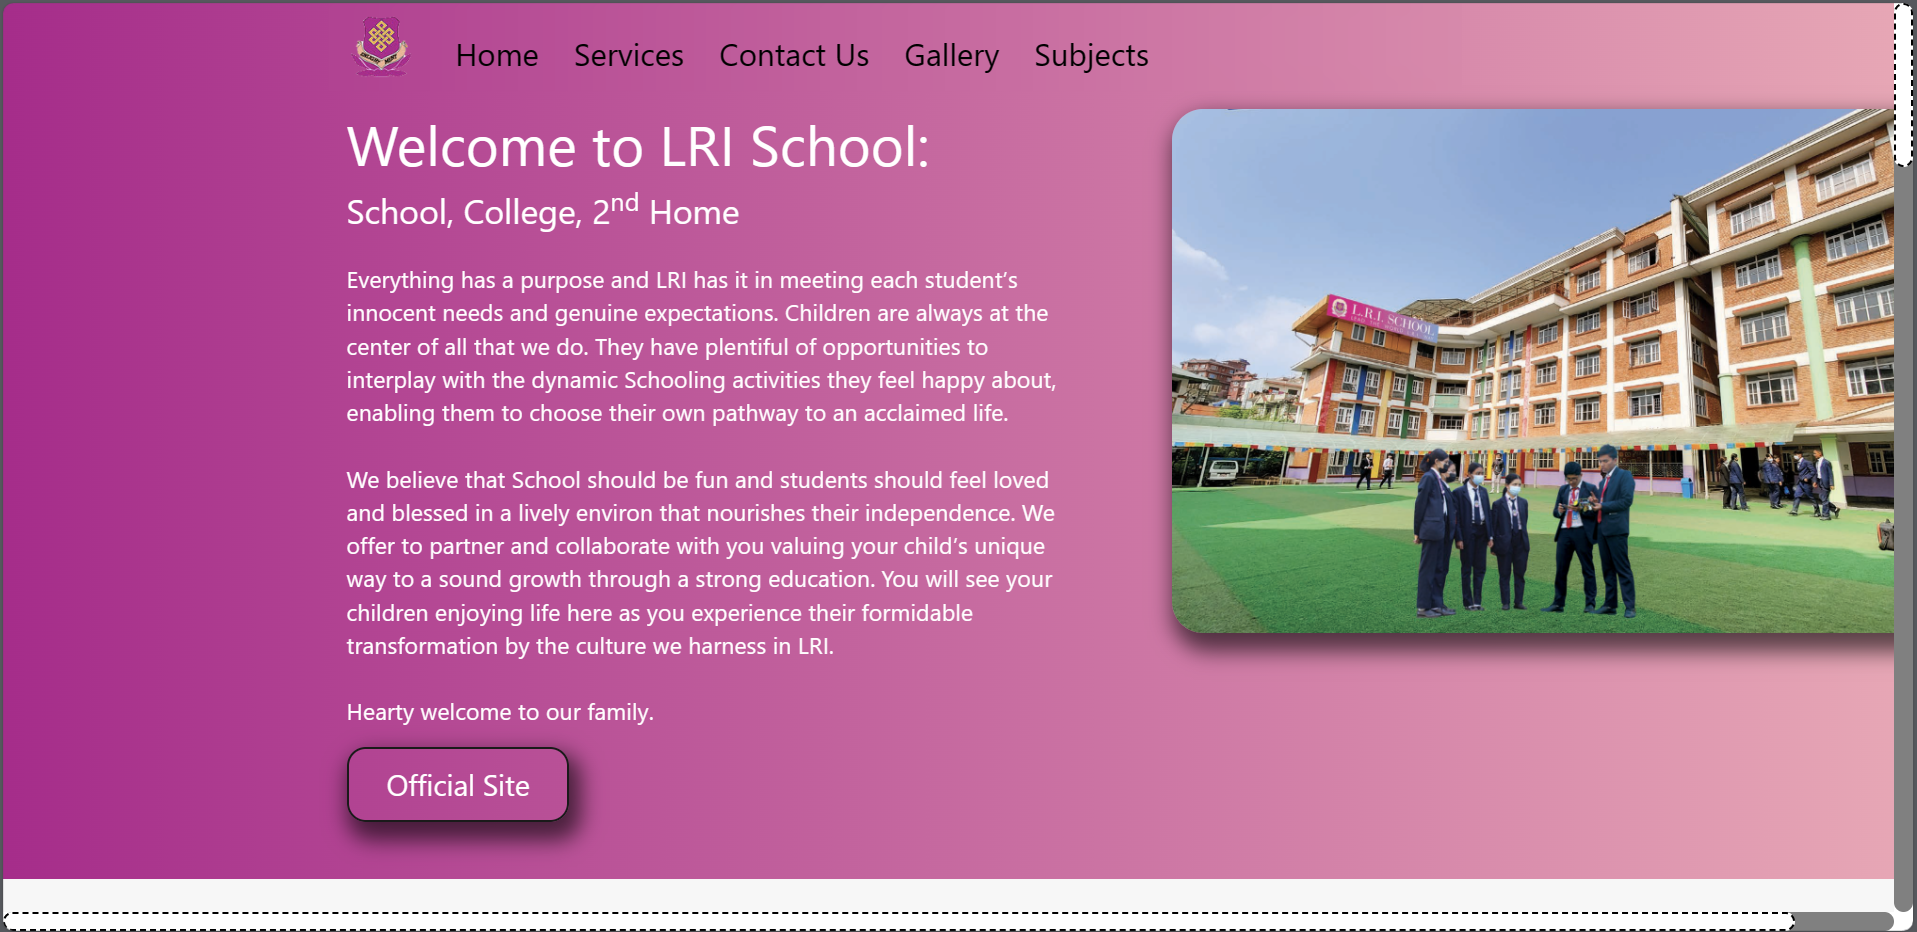 Home Services Contact Us Gallery Subjects
Welcome to LRI School:
School, College, 2nd Home
Everything has a purpose and LRI has it in meeting each student’s
innocent needs and genuine expectations. Children are always at the
center of all that we do. They have plentiful of opportunities to
interplay with the dynamic Schooling activities they feel happy about,
enabling them to choose their own pathway to an acclaimed life.
We believe that School should be fun and students should feel loved
and blessed in a lively environ that nourishes their independence. We
offer to partner and collaborate with you valuing your child’s unique
way to a sound growth through a strong education. You will see your
children enjoying life here as you experience their formidable
transformation by the culture we harness in LRI.
Hearty welcome to our family.
Official Site
L.R.I. SCHOOL